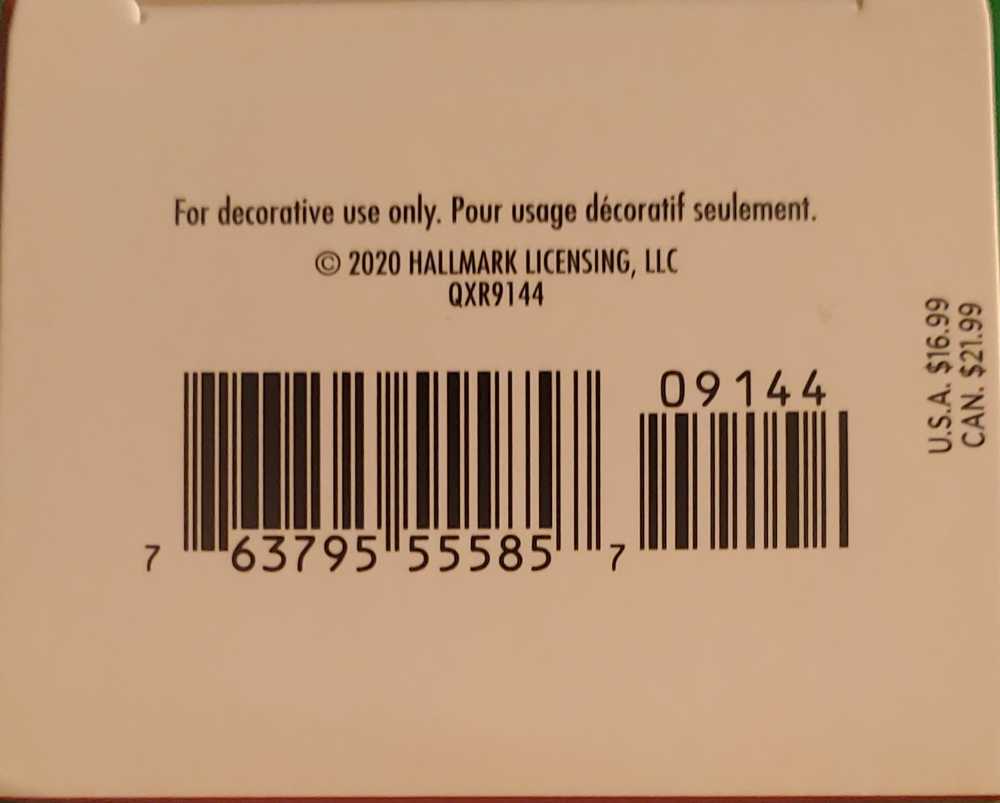 For decorative use only. Pour usage décoratif seulement.
© 2020 HALLMARK LICENSING, LLC
QXR9144
09144
7 63795 55585 7
U.S.A. $16.99
CAN. $21.99